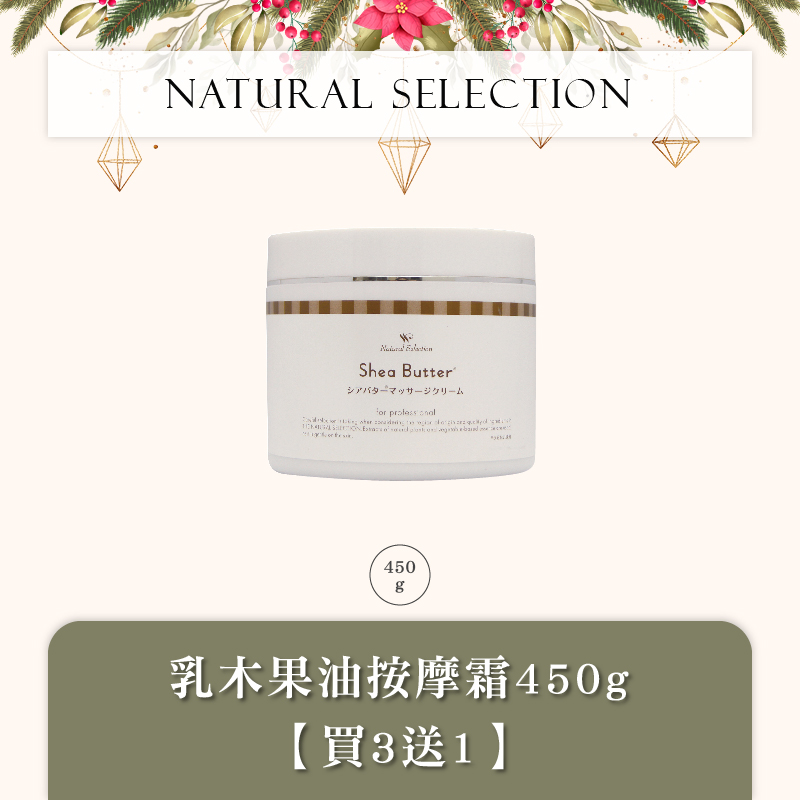 NATURAL SELECTION
Natural Selection
Shea Butter
シアバターマッサージクリーム
for professional
450
g
乳木果油按摩霜450g
【買3送1】